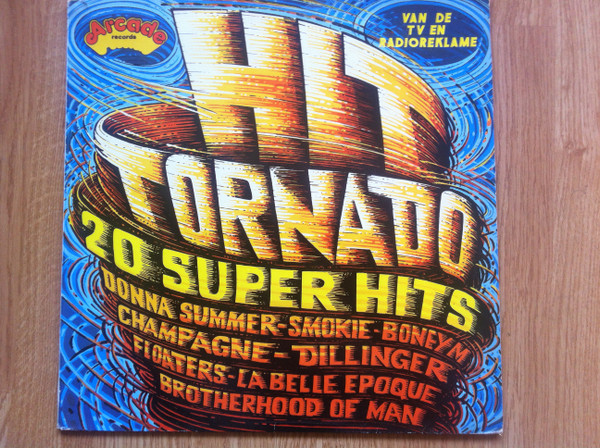 Arcade
records
VAN DE
TV EN
RADIOREKLAME
HIT
TORNADO
20 SUPER HITS
DONNA SUMMER-SMOKIE-BONEY M
CHAMPAGNE-DILLINGER
FLOATERS-LA BELLE EPOQUE
BROTHERHOOD OF MAN